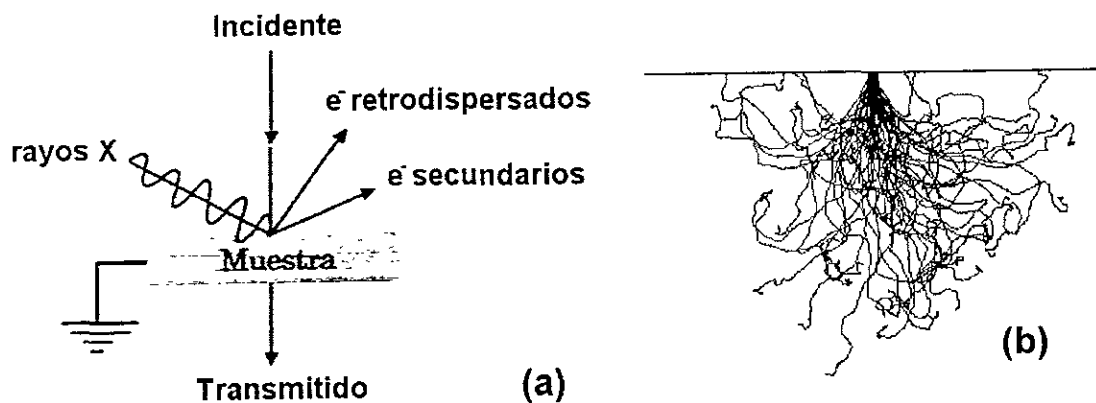 Incidente
e⁻ retrodispersados
rayos X
e⁻ secundarios
Muestra
Transmitido
(a)
(b)